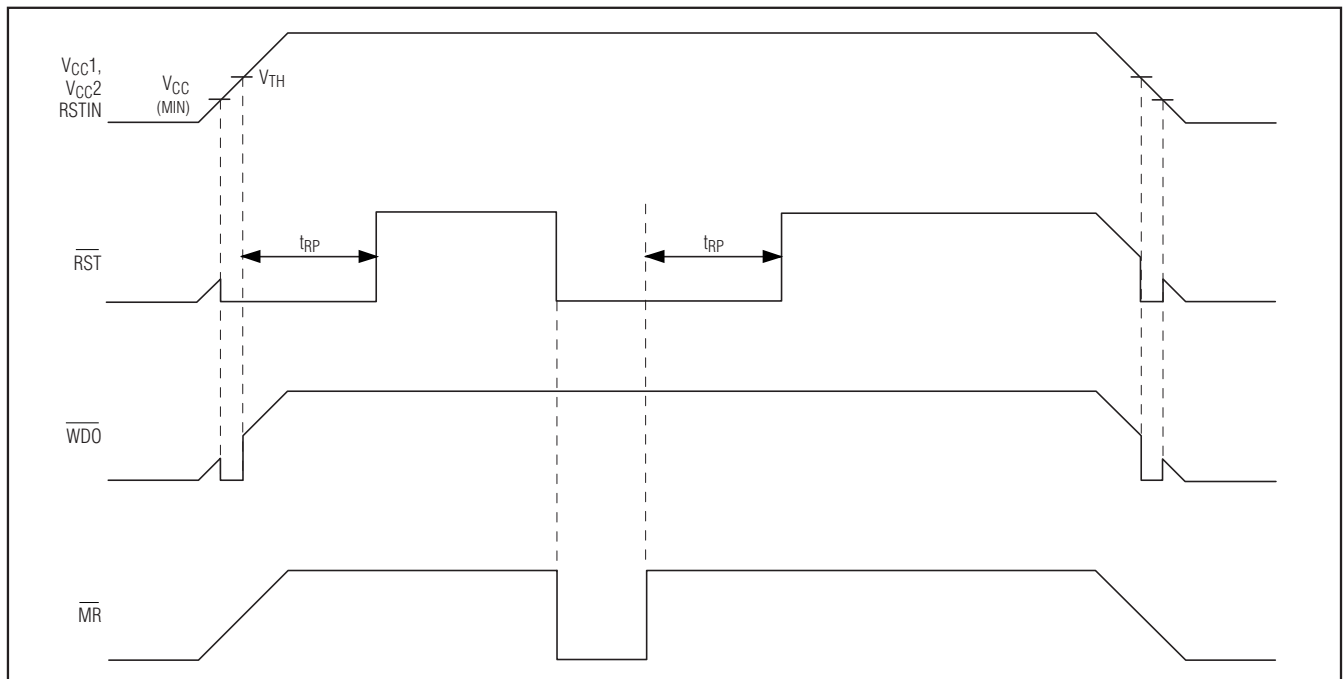 VCC1,
VCC2
RSTIN
VCC
(MIN)
VTH
RST
tRP
tRP
WDO
MR